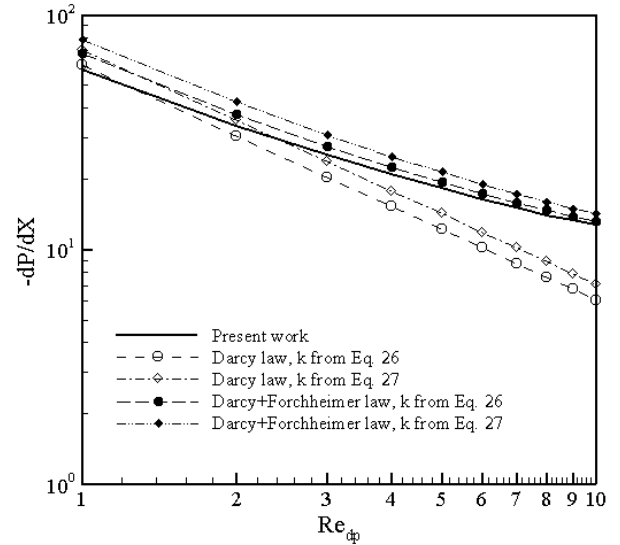 10²
10¹
10⁰
-dP/dX
Present work
Darcy law, k from Eq. 26
Darcy law, k from Eq. 27
Darcy+Forchheimer law, k from Eq. 26
Darcy+Forchheimer law, k from Eq. 27
1 2 3 4 5 6 7 8 9 10
Re_dp